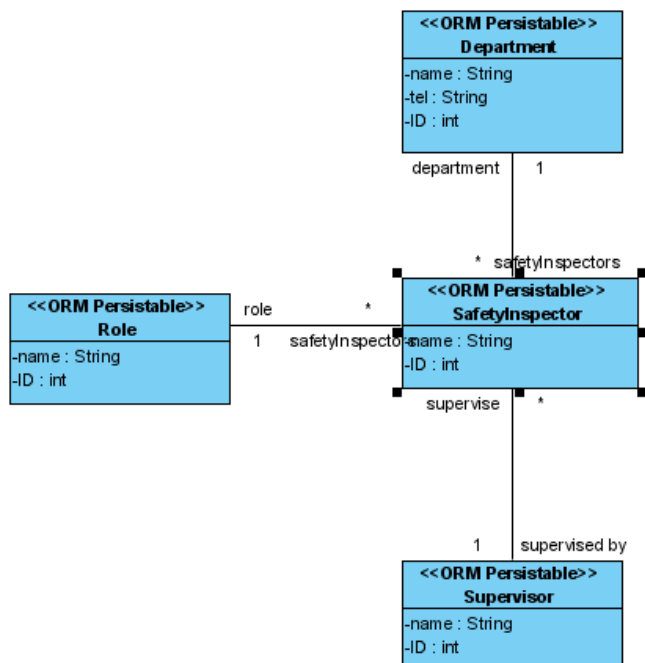 <<ORM Persistable>>
Department
-name : String
-tel : String
-ID : int
department 1
* safetyInspectors
<<ORM Persistable>>
Role
-name : String
-ID : int
role *
1 safetyInspectors
<<ORM Persistable>>
SafetyInspector
-name : String
-ID : int
supervise *
1 supervised by
<<ORM Persistable>>
Supervisor
-name : String
-ID : int